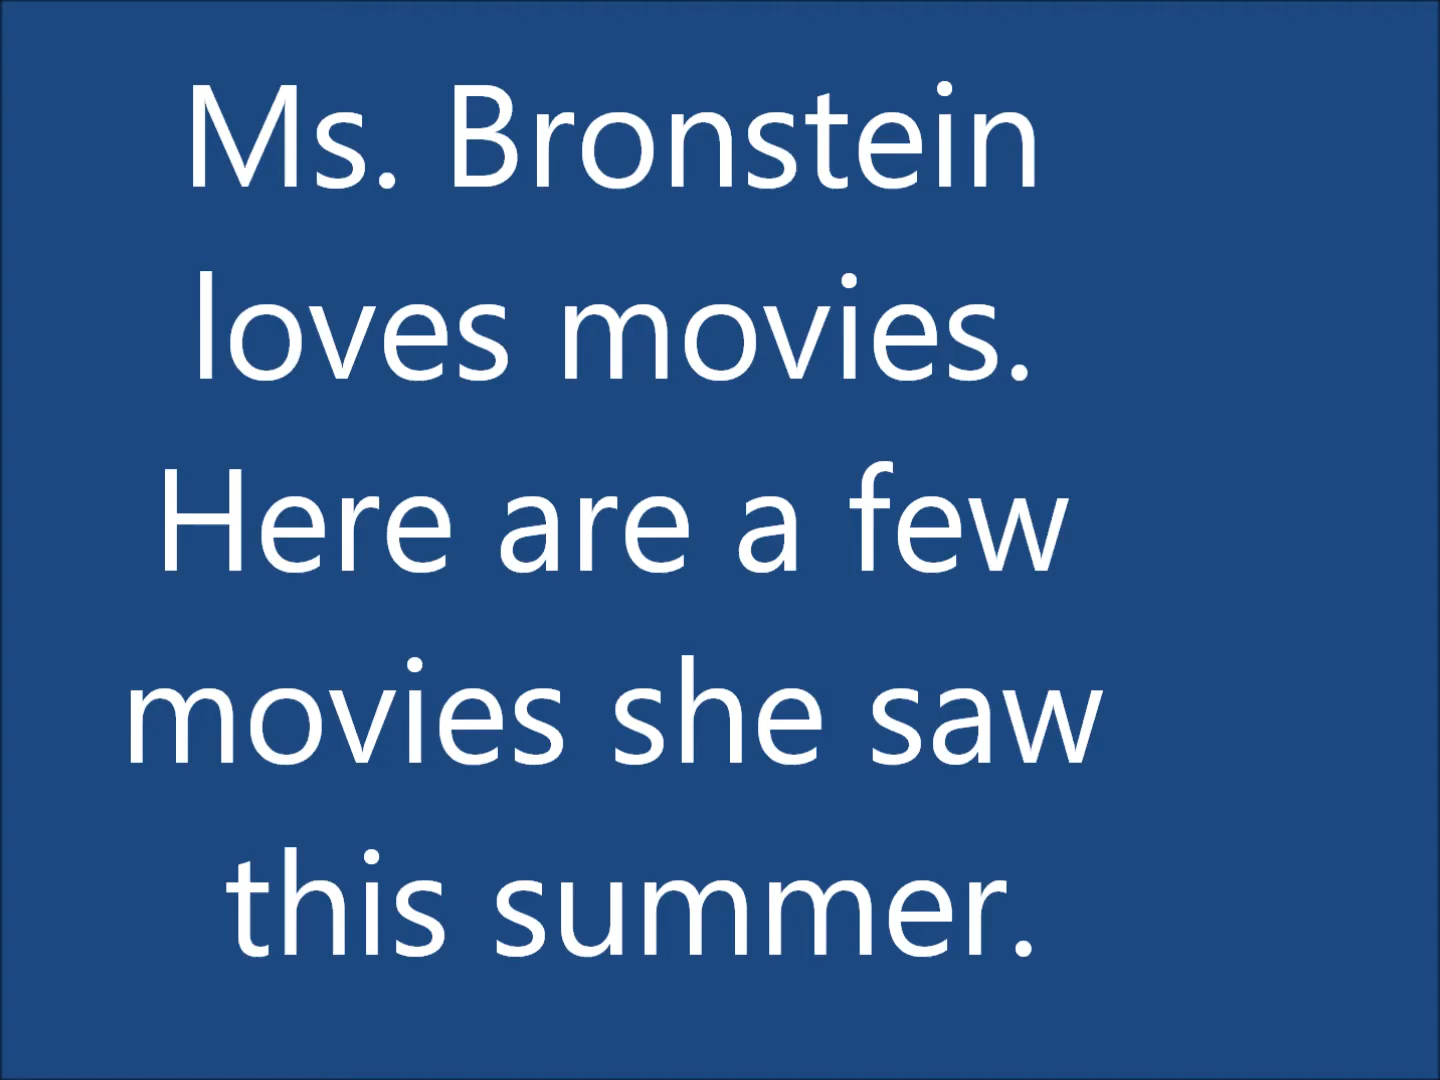 Ms. Bronstein
loves movies.
Here are a few
movies she saw
this summer.